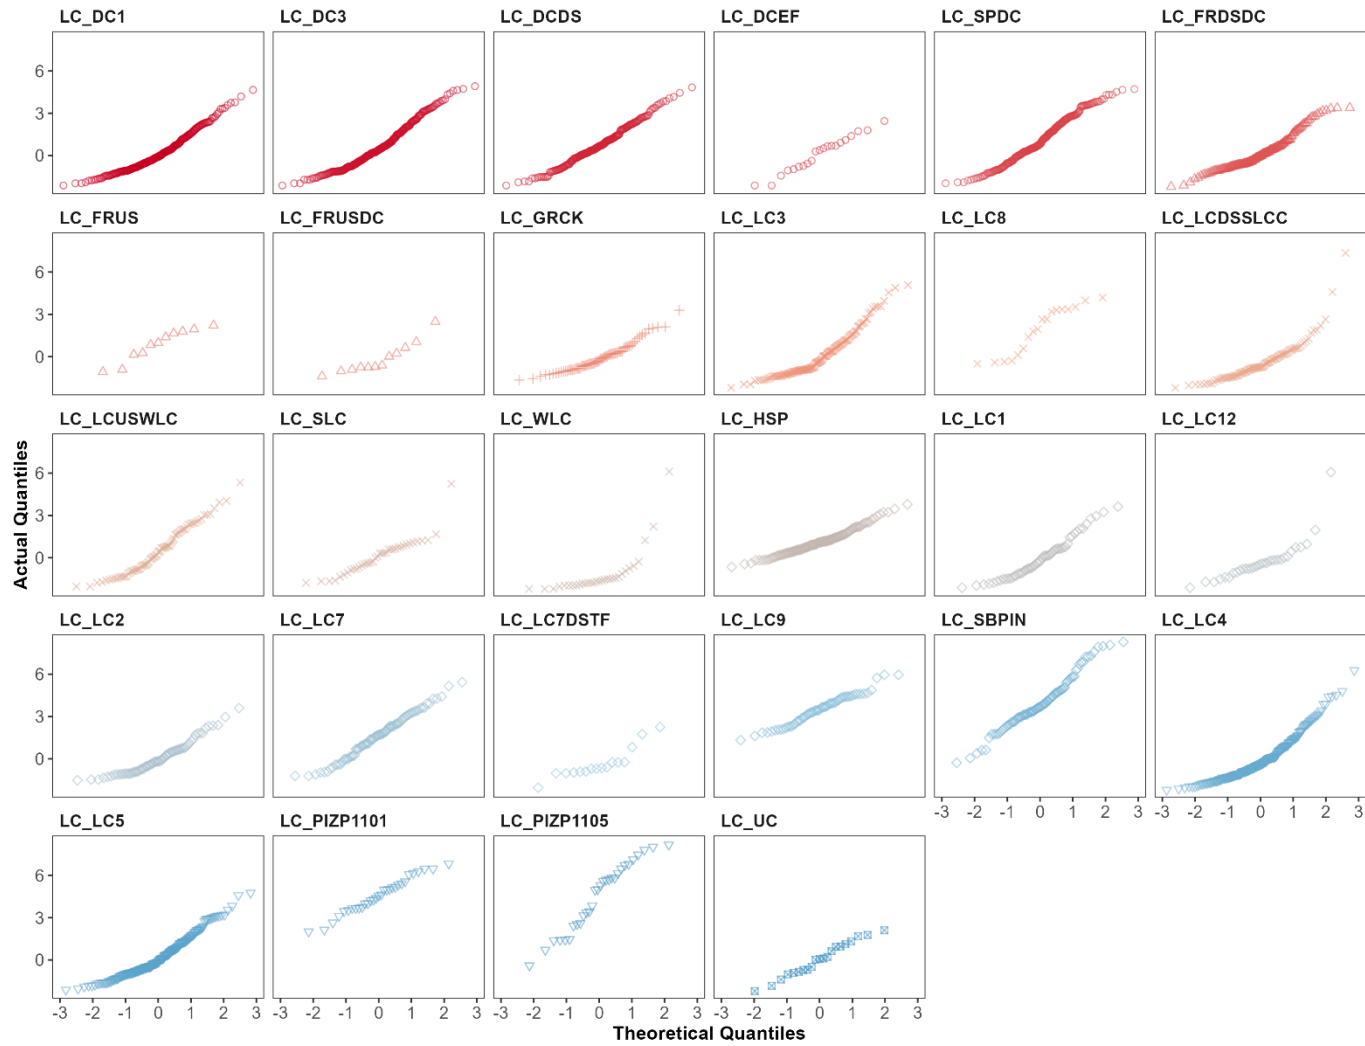 LC_DC1 LC_DC3 LC_DCDS LC_DCEF LC_SPDC LC_FRDSDC
6
3
0
LC_FRUS LC_FRUSDC LC_GRCK LC_LC3 LC_LC8 LC_LCDSSLCC
6
3
0
LC_LCUSWLC LC_SLC LC_WLC LC_HSP LC_LC1 LC_LC12
Actual Quantiles
6
3
0
LC_LC2 LC_LC7 LC_LC7DSTF LC_LC9 LC_SBPIN LC_LC4
6
3
0
-3 -2 -1 0 1 2 3 -3 -2 -1 0 1 2 3
LC_LC5 LC_PIZP1101 LC_PIZP1105 LC_UC
6
3
0
-3 -2 -1 0 1 2 3 -3 -2 -1 0 1 2 3 -3 -2 -1 0 1 2 3 -3 -2 -1 0 1 2 3
Theoretical Quantiles